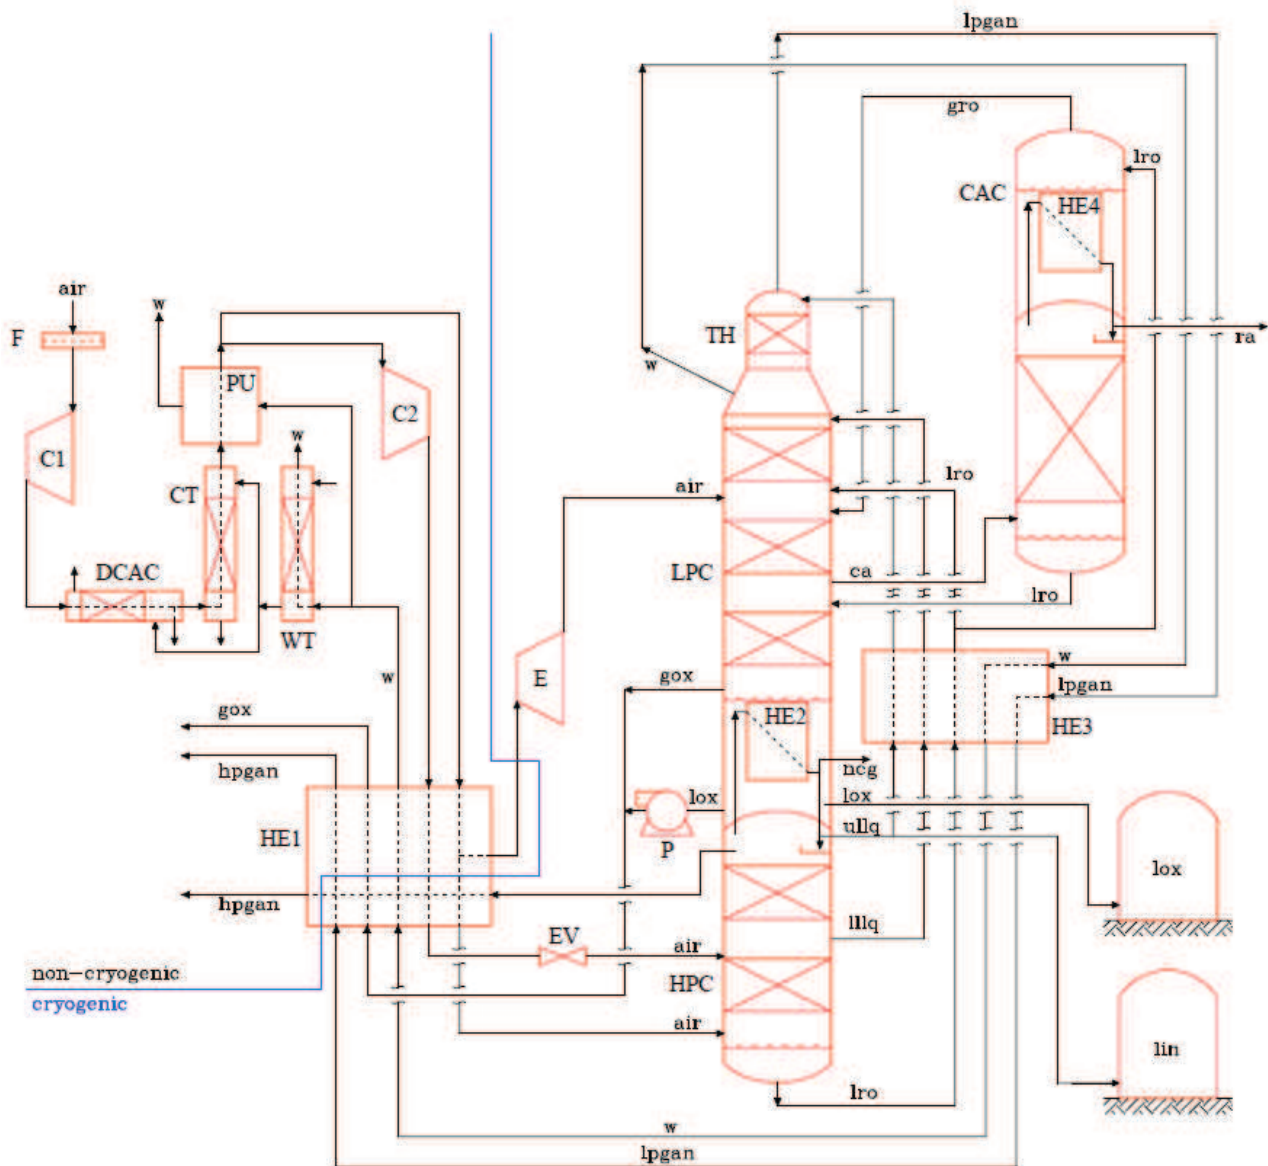 lpgan
gro
lro
CAC
HE4
air
w
F
TH
ra
w
PU
C2
C1
w
CT
air
lro
DCAC
LPC
ca
lro
WT
E
w
w
gox
lpgan
gox
HE2
HE3
hpgan
ncg
lox
lox
HE1
P
ullq
lox
hpgan
EV
lllq
air
non-cryogenic
HPC
cryogenic
air
lin
lro
w
lpgan